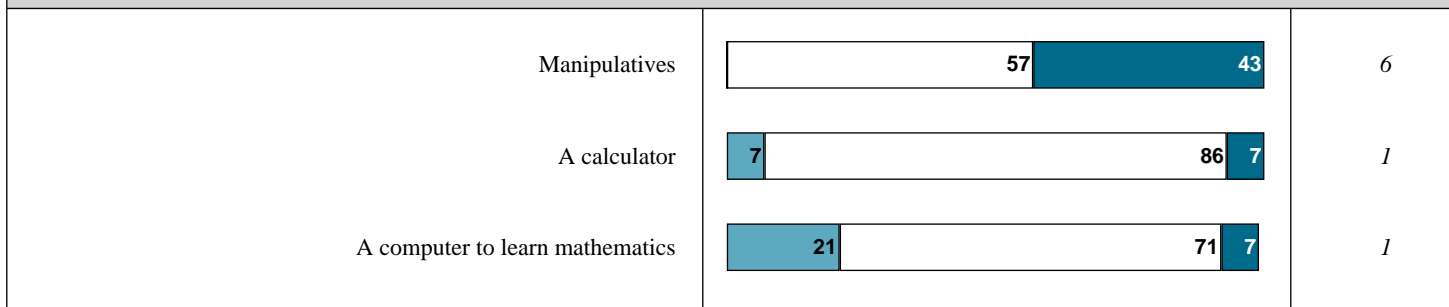 Manipulatives 57 43 6
A calculator 7 86 7 1
A computer to learn mathematics 21 71 7 1